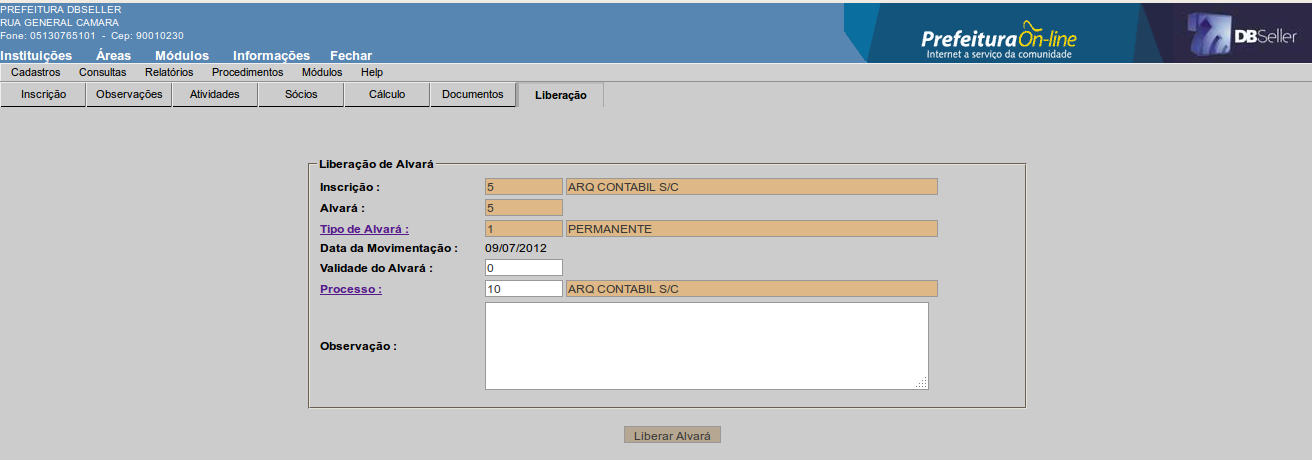 PREFEITURA DBSELLER
RUA GENERAL CAMARA
Fone: 05130765101 - Cep: 90010230
Prefeitura On-line
Internet a serviço da comunidade
DBSeller
Instituições Áreas Módulos Informações Fechar
Cadastros Consultas Relatórios Procedimentos Módulos Help
Inscrição Observações Atividades Sócios Cálculo Documentos Liberação
Liberação de Alvará
Inscrição : 5 ARQ CONTABIL S/C
Alvará : 5
Tipo de Alvará : 1 PERMANENTE
Data da Movimentação : 09/07/2012
Validade do Alvará : 0
Processo : 10 ARQ CONTABIL S/C
Observação :
Liberar Alvará